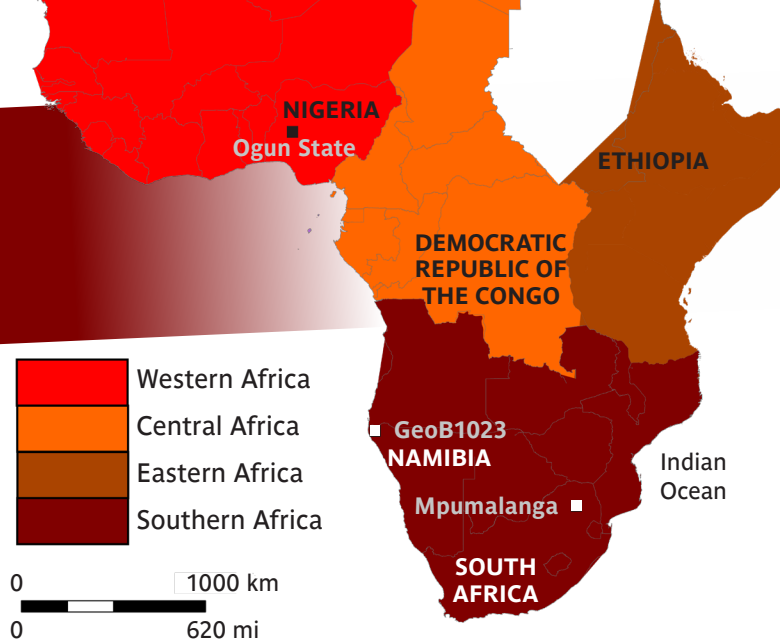 NIGERIA
Ogun State
ETHIOPIA
DEMOCRATIC
REPUBLIC OF
THE CONGO
Western Africa
Central Africa
Eastern Africa
Southern Africa
GeoB1023
NAMIBIA
Mpumalanga
Indian
Ocean
SOUTH
AFRICA
0 1000 km
0 620 mi